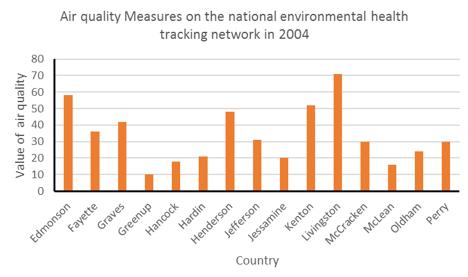 Air quality Measures on the national environmental health
tracking network in 2004
Value of air quality
80
70
60
50
40
30
20
10
0
Edmonson
Fayette
Graves
Greenup
Hancock
Hardin
Henderson
Jefferson
Jessamine
Kenton
Livingston
McCracken
McLean
Oldham
Perry
Country